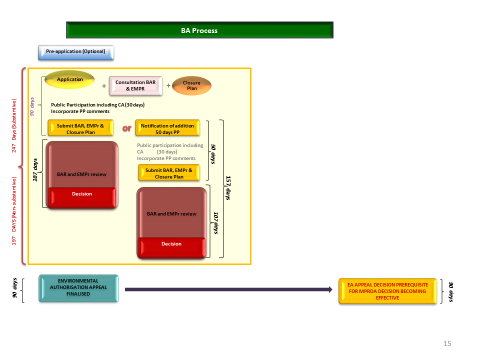 BA Process
Pre-application (Optional)
Application
+
Consultation BAR
& EMPR
+
Closure
Plan
90 days
Public Participation including CA(30 days)
Incorporate PP comments
Submit BAR, EMPr &
Closure Plan
or
Notification of addition
50 days PP
247 Days(Substantive)
197 DAYS (Non-substantive)
107 days
BAR and EMPr review
Decision
Public participation including
CA (30 days)
Incorporate PP comments
Submit BAR, EMPr &
Closure Plan
50 days
157 days
BAR and EMPr review
Decision
107 days
90 days
ENVIRONMENTAL
AUTHORISATION APPEAL
FINALISED
EA APPEAL DECISION PREREQUISITE
FOR MPRDA DECISION BECOMING
EFFECTIVE
90 days
15